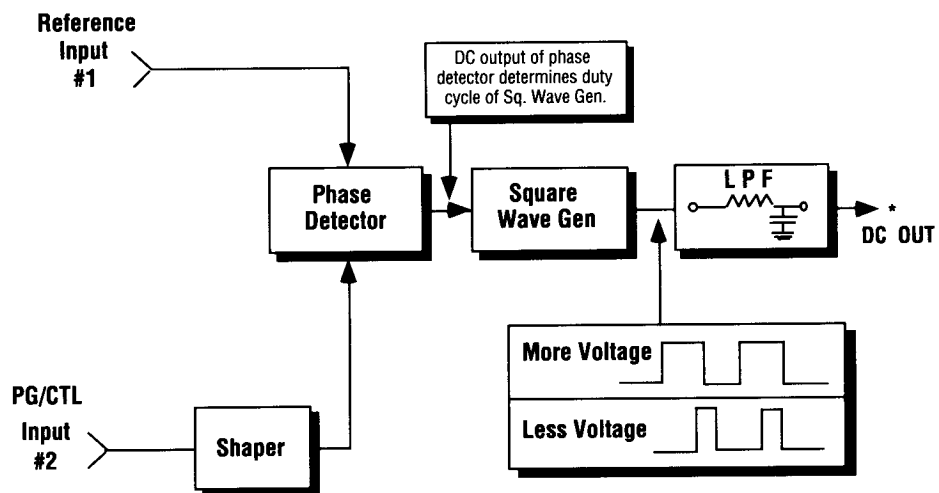 Reference
Input
#1
DC output of phase
detector determines duty
cycle of Sq. Wave Gen.
Phase
Detector
Square
Wave Gen
L P F
*
DC OUT
More Voltage
Less Voltage
PG/CTL
Input
#2
Shaper